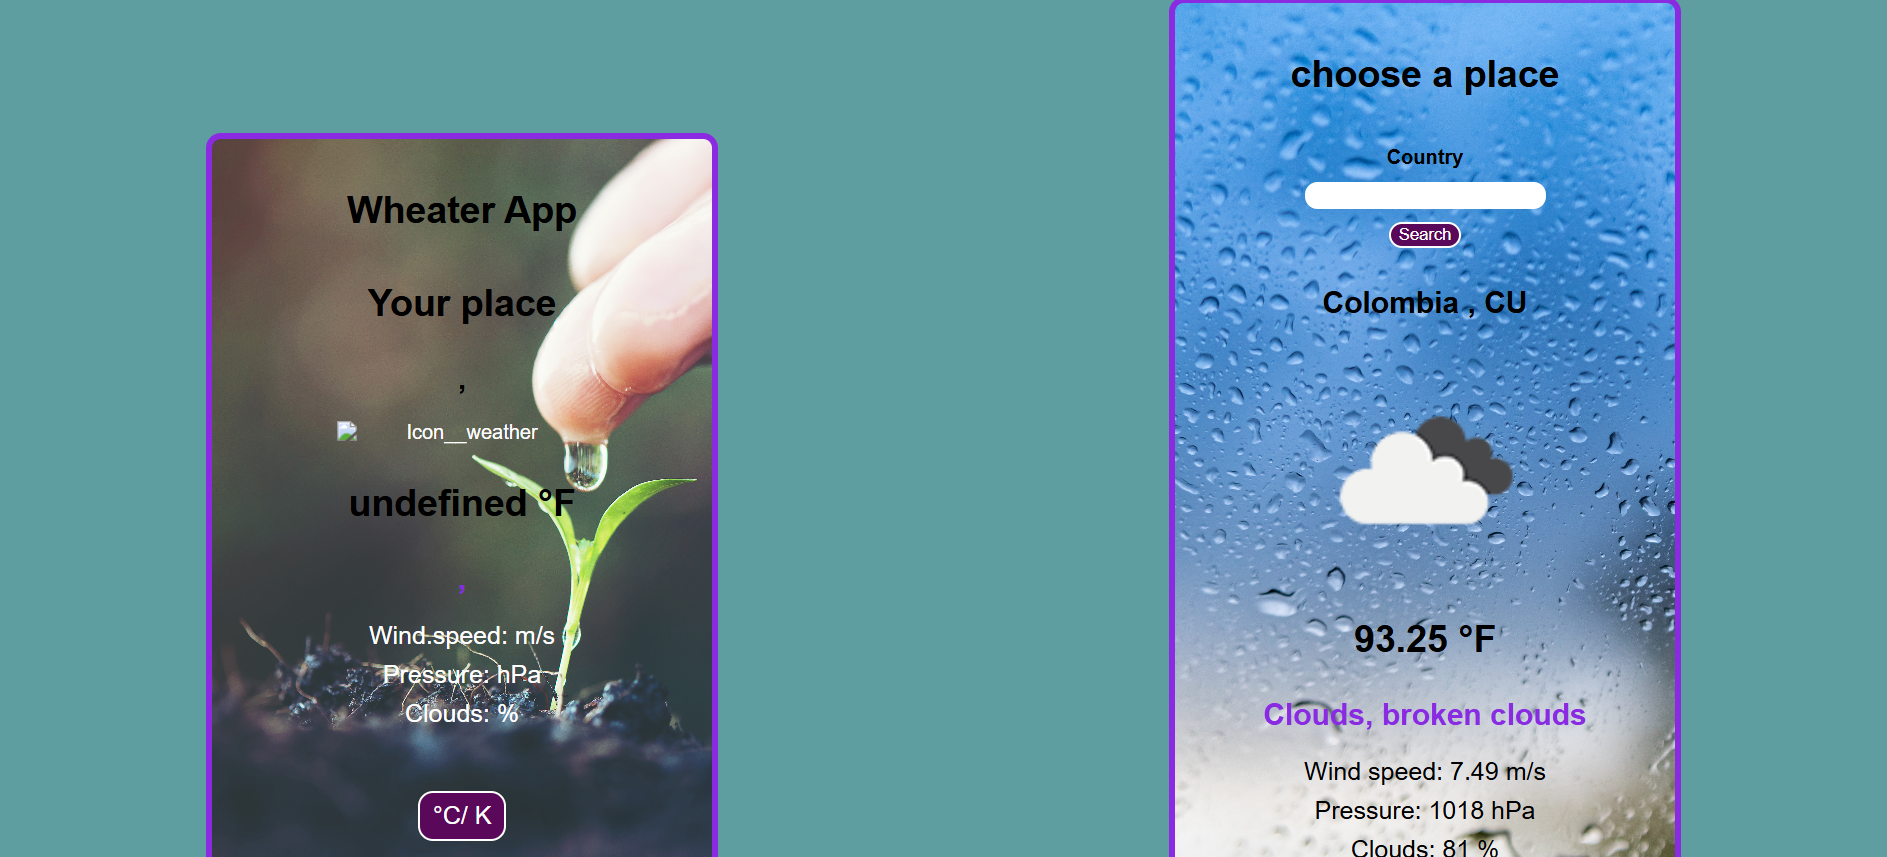 Wheater App
Your place
,
Icon__weather
undefined °F
,
Wind.speed: m/s
Pressure: hPa
Clouds: %
°C/ K
choose a place
Country
Search
Colombia , CU
93.25 °F
Clouds, broken clouds
Wind speed: 7.49 m/s
Pressure: 1018 hPa
Clouds: 81 %